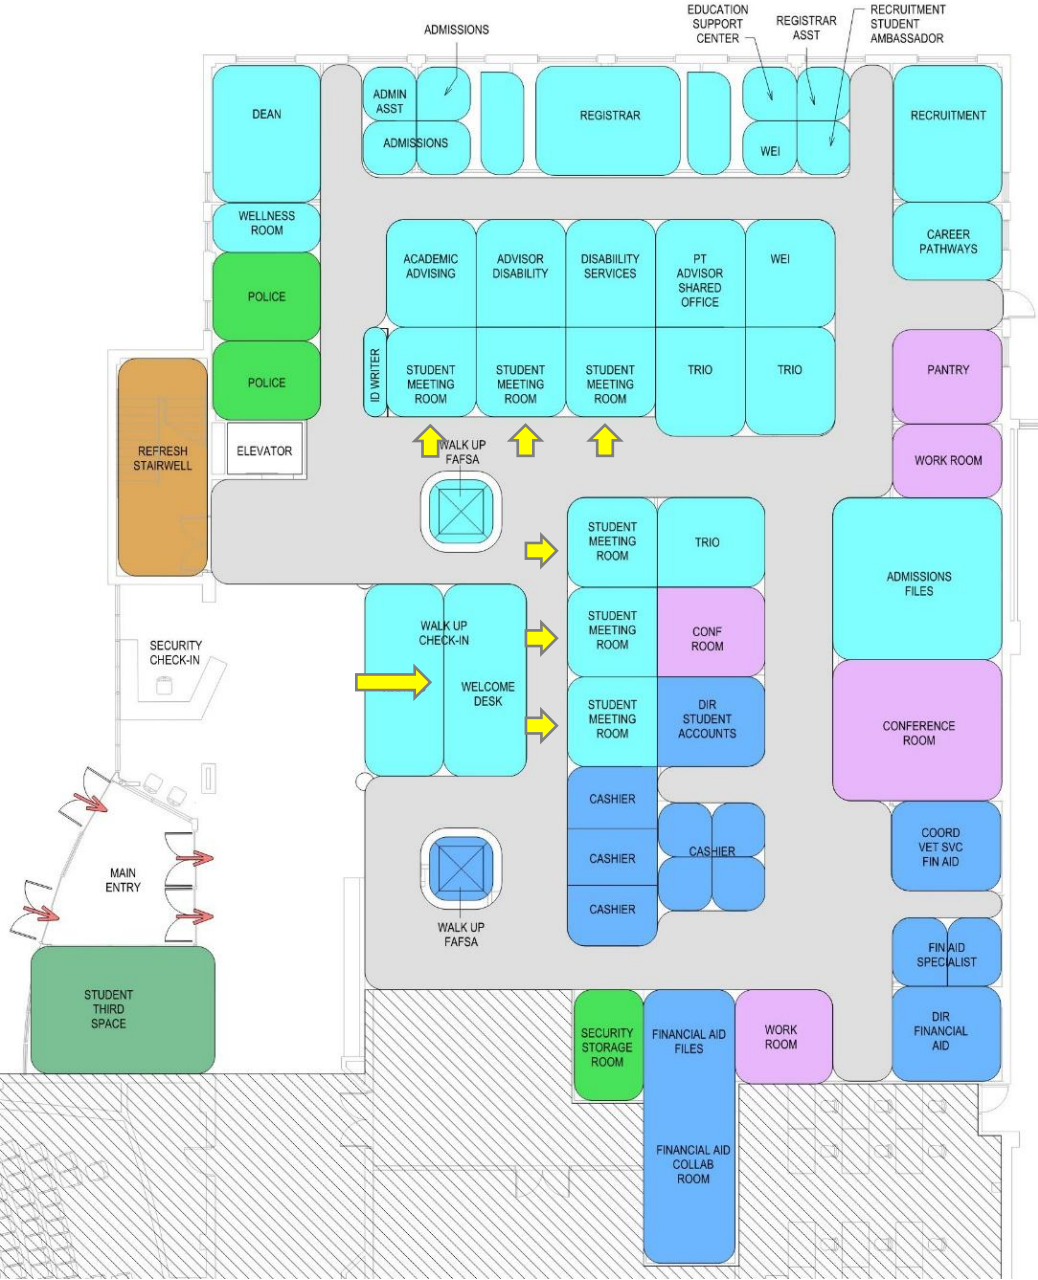 EDUCATION
SUPPORT
CENTER
REGISTRAR
ASST
RECRUITMENT
STUDENT
AMBASSADOR
ADMISSIONS
DEAN
ADMIN
ASST
ADMISSIONS
REGISTRAR
WEI
RECRUITMENT
WELLNESS
ROOM
CAREER
PATHWAYS
POLICE
ACADEMIC
ADVISING
ADVISOR
DISABILITY
DISABIILITY
SERVICES
PT
ADVISOR
SHARED
OFFICE
WEI
POLICE
ID WRITER
STUDENT
MEETING
ROOM
STUDENT
MEETING
ROOM
STUDENT
MEETING
ROOM
TRIO
TRIO
PANTRY
REFRESH
STAIRWELL
ELEVATOR
WALK UP
FAFSA
WORK ROOM
STUDENT
MEETING
ROOM
TRIO
ADMISSIONS
FILES
SECURITY
CHECK-IN
WALK UP
CHECK-IN
WELCOME
DESK
STUDENT
MEETING
ROOM
CONF
ROOM
STUDENT
MEETING
ROOM
DIR
STUDENT
ACCOUNTS
CONFERENCE
ROOM
CASHIER
CASHIER
CASHIER
CASHIER
COORD
VET SVC
FIN AID
MAIN
ENTRY
WALK UP
FAFSA
FIN AID
SPECIALIST
STUDENT
THIRD
SPACE
SECURITY
STORAGE
ROOM
FINANCIAL AID
FILES
WORK
ROOM
DIR
FINANCIAL
AID
FINANCIAL AID
COLLAB
ROOM